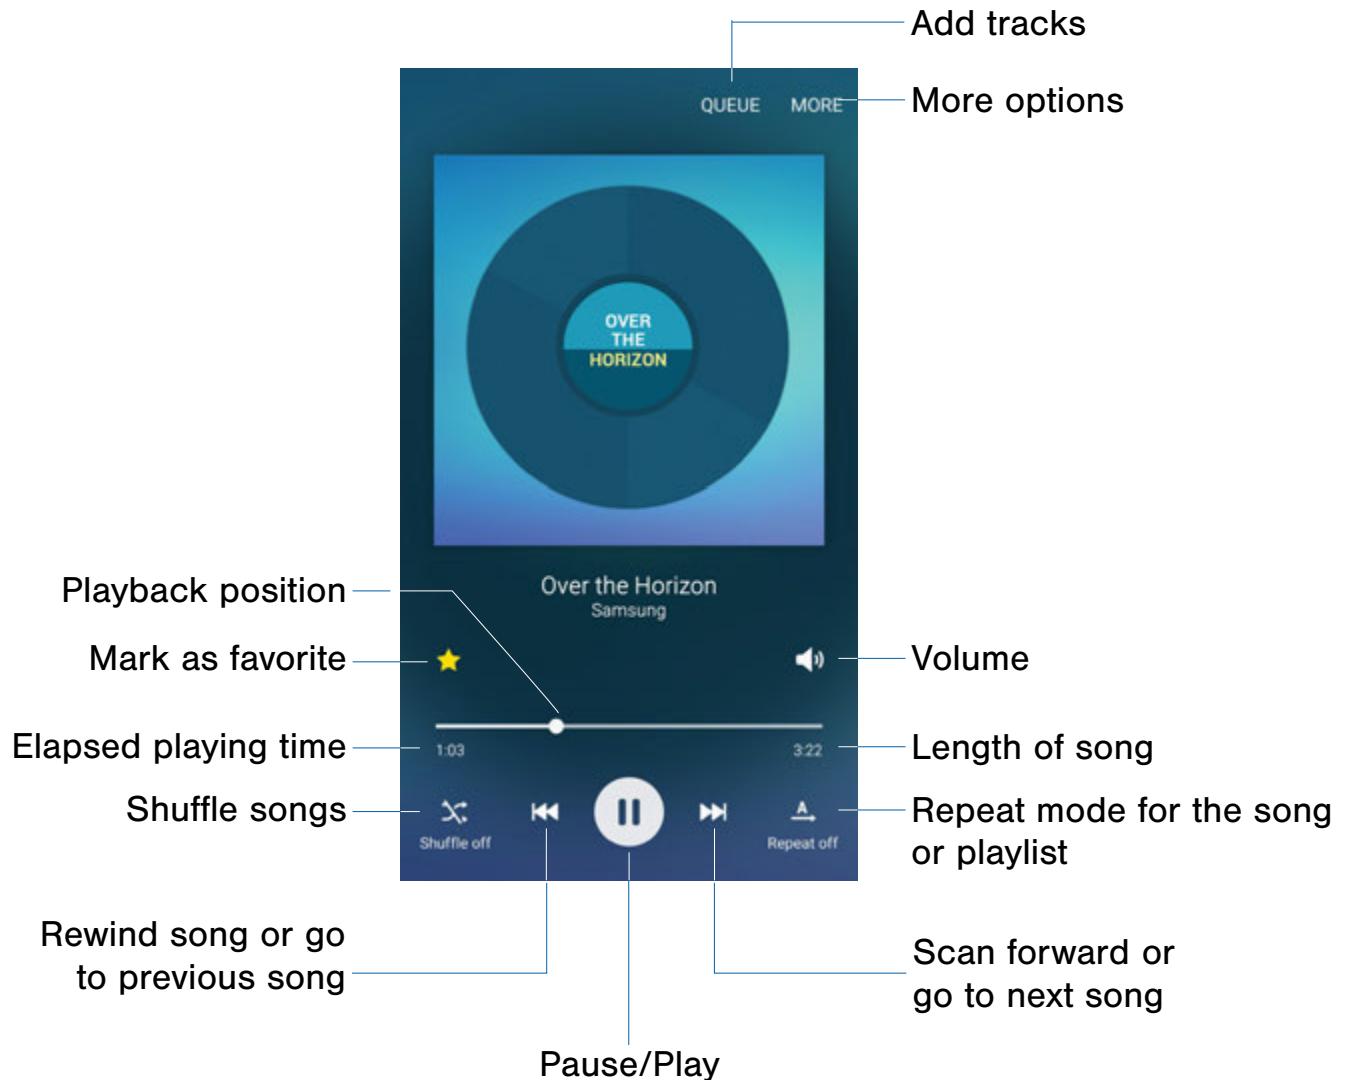 Add tracks
QUEUE MORE
More options
OVER
THE
HORIZON
Playback position
Over the Horizon
Samsung
Mark as favorite
Volume
Elapsed playing time
1:03
3:22
Length of song
Shuffle songs
A
Repeat mode for the song
or playlist
Shuffle off
Repeat off
Rewind song or go
to previous song
Scan forward or
go to next song
Pause/Play